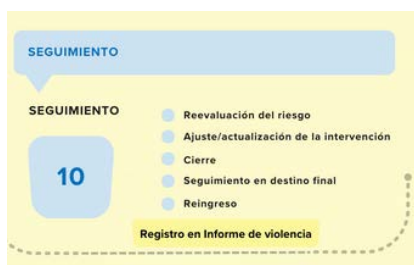 SEGUIMIENTO
SEGUIMIENTO
10
Reevaluación del riesgo
Ajuste/actualización de la intervención
Cierre
Seguimiento en destino final
Reingreso
Registro en Informe de violencia